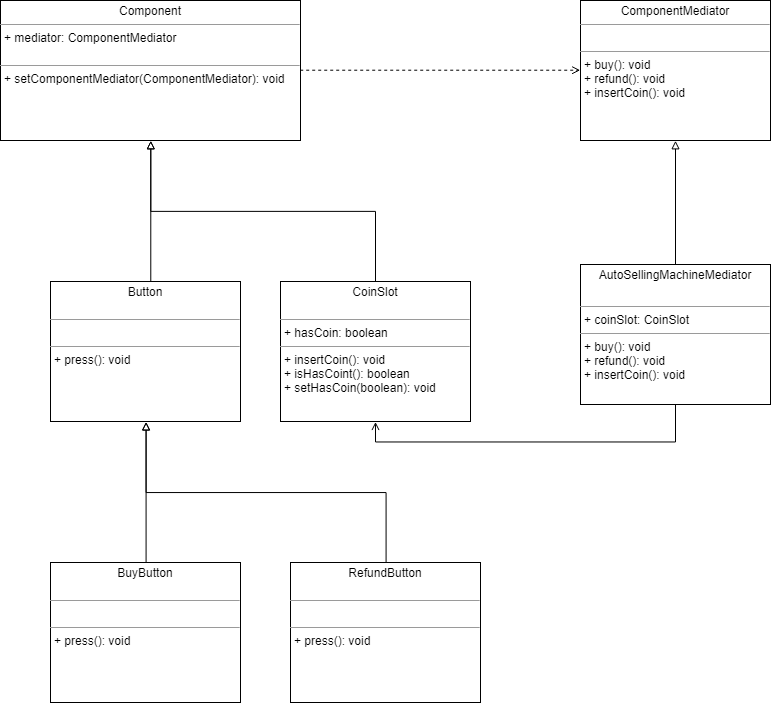 Component
+ mediator: ComponentMediator
+ setComponentMediator(ComponentMediator): void
ComponentMediator
+ buy(): void
+ refund(): void
+ insertCoin(): void
Button
+ press(): void
CoinSlot
+ hasCoin: boolean
+ insertCoin(): void
+ isHasCoint(): boolean
+ setHasCoin(boolean): void
AutoSellingMachineMediator
+ coinSlot: CoinSlot
+ buy(): void
+ refund(): void
+ insertCoin(): void
BuyButton
+ press(): void
RefundButton
+ press(): void